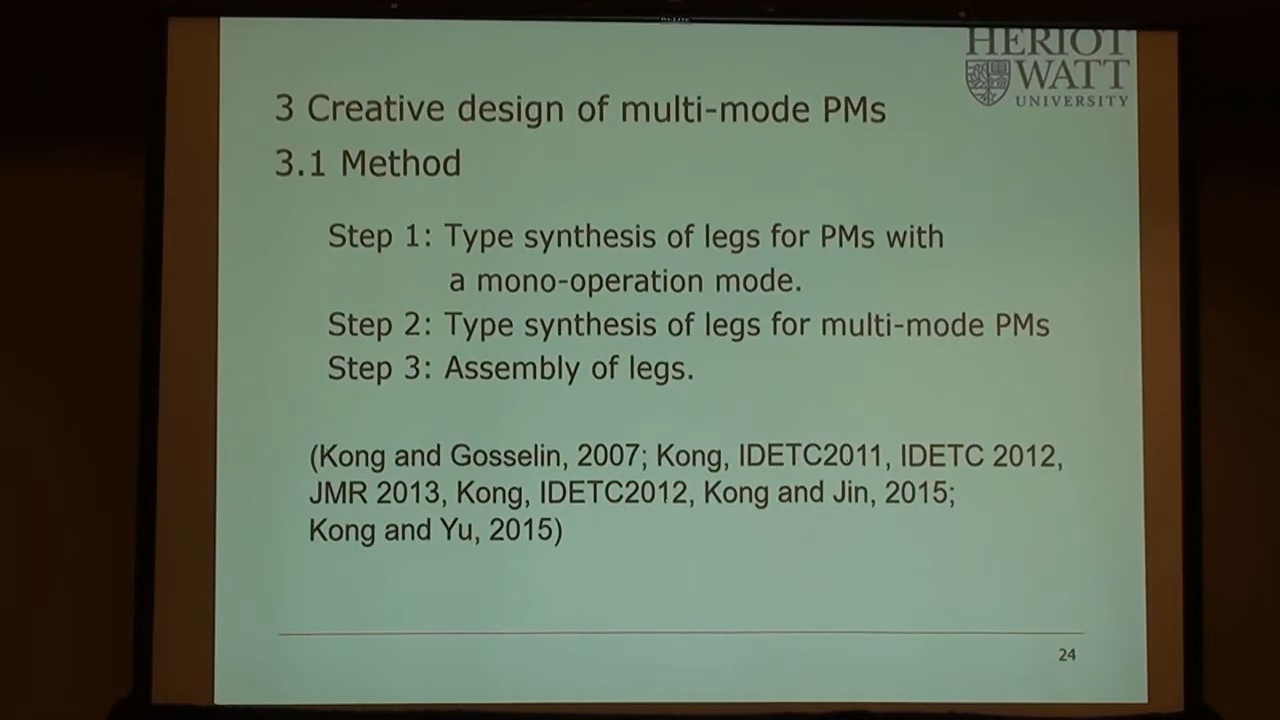 HERIOT
WATT
UNIVERSITY
3 Creative design of multi-mode PMs
3.1 Method
Step 1: Type synthesis of legs for PMs with
a mono-operation mode.
Step 2: Type synthesis of legs for multi-mode PMs
Step 3: Assembly of legs.
(Kong and Gosselin, 2007; Kong, IDETC2011, IDETC 2012,
JMR 2013, Kong, IDETC2012, Kong and Jin, 2015;
Kong and Yu, 2015)
24